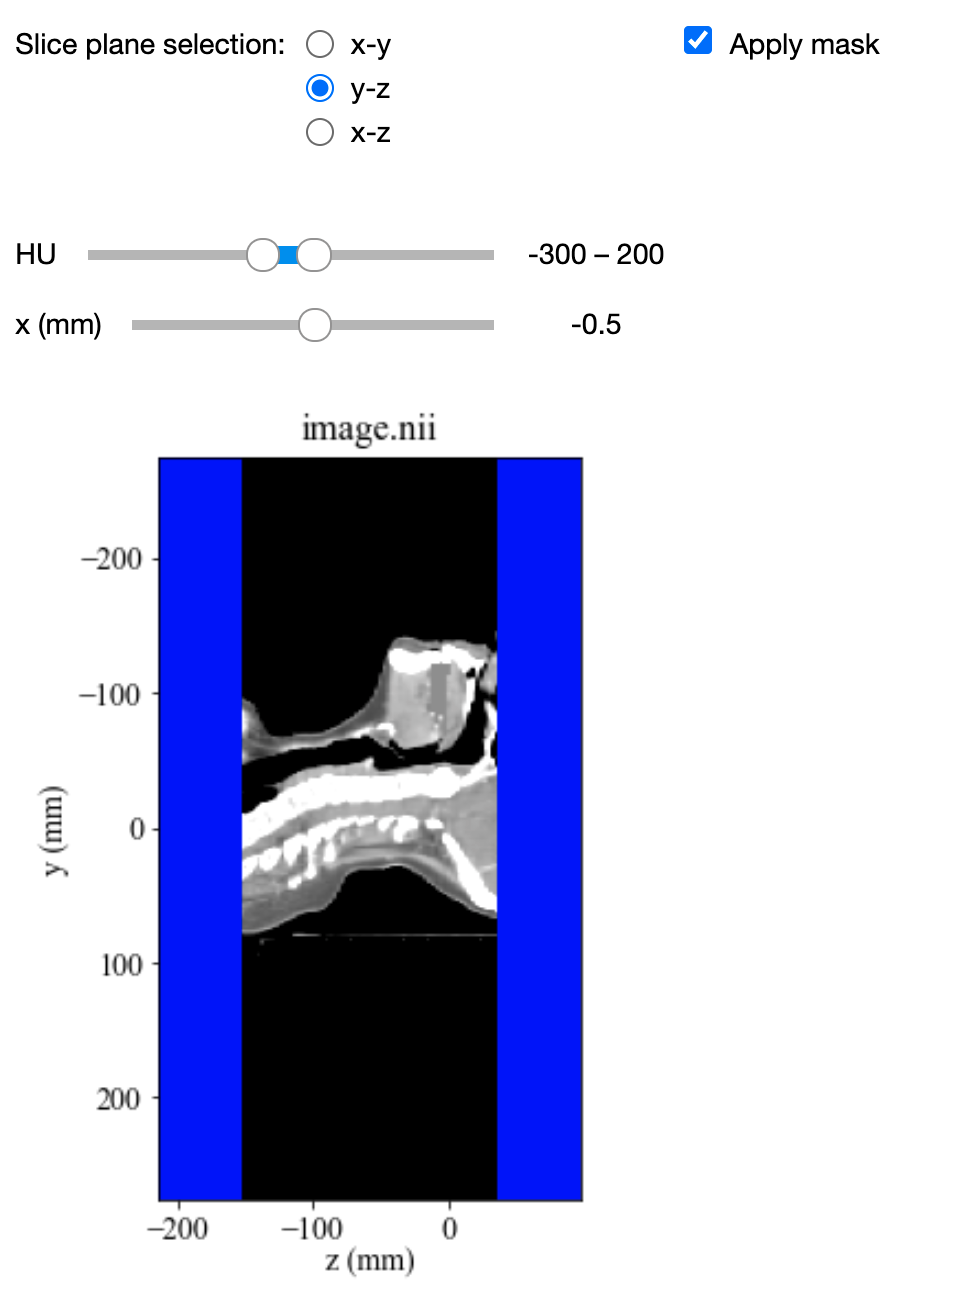 Slice plane selection: x-y
y-z
x-z
Apply mask
HU -300 – 200
x (mm) -0.5
image.nii
−200
−100
0
100
200
y (mm)
−200 −100 0
z (mm)